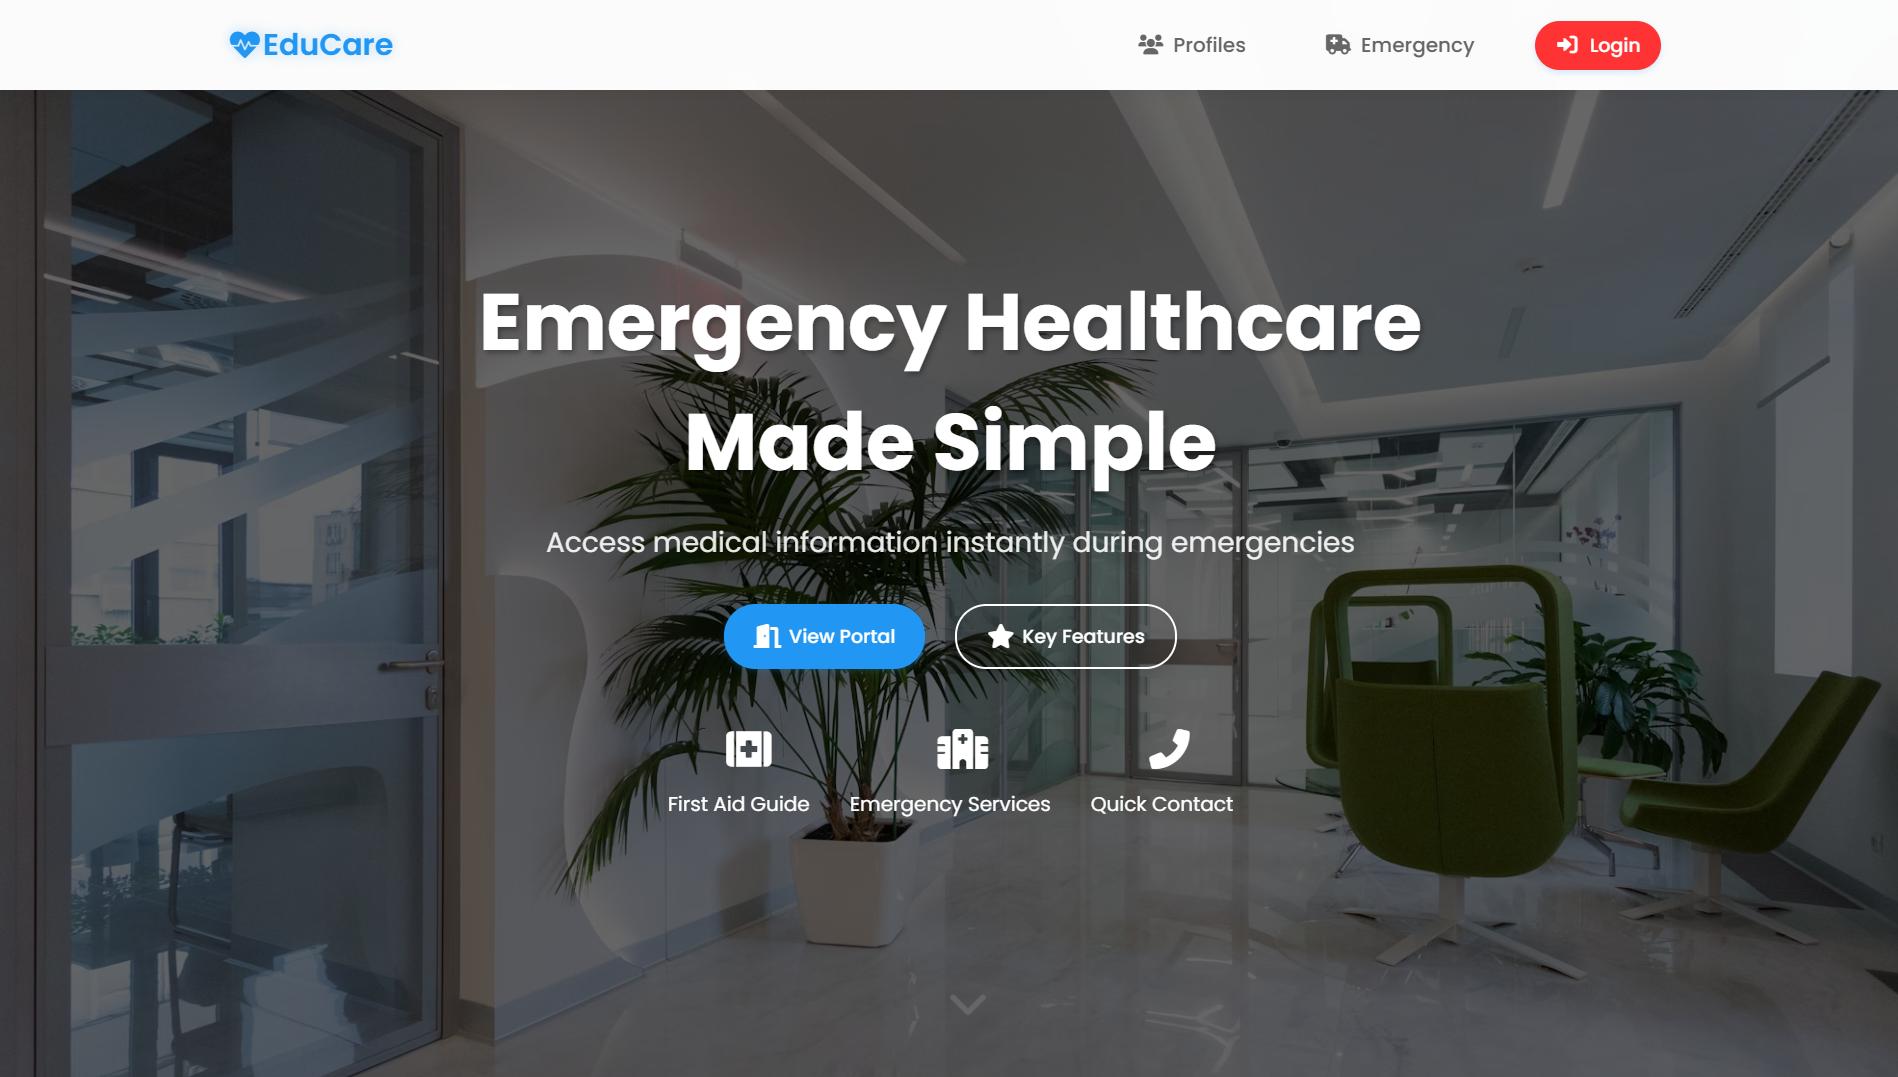 EduCare
Profiles
Emergency
Login
Emergency Healthcare
Made Simple
Access medical information instantly during emergencies
View Portal
Key Features
First Aid Guide
Emergency Services
Quick Contact